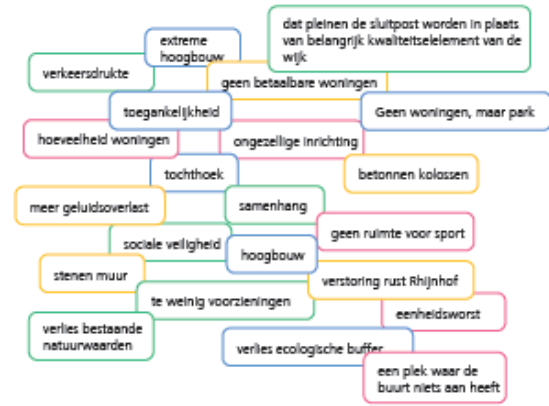 dat pleinen de sluitpost worden in plaats
van belangrijk kwaliteitselement van de
wijk
extreme
hoogbouw
verkeersdrukte
geen betaalbare woningen
toegankelijkheid
Geen woningen, maar park
hoeveelheid woningen
ongezellige inrichting
tochthoek
betonnen kolossen
meer geluidsoverlast
samenhang
geen ruimte voor sport
sociale veiligheid
hoogbouw
stenen muur
verstoring rust Rhijnhof
te weinig voorzieningen
eenheidsworst
verlies bestaande
natuurwaarden
verlies ecologische buffer
een plek waar de
buurt niets aan heeft